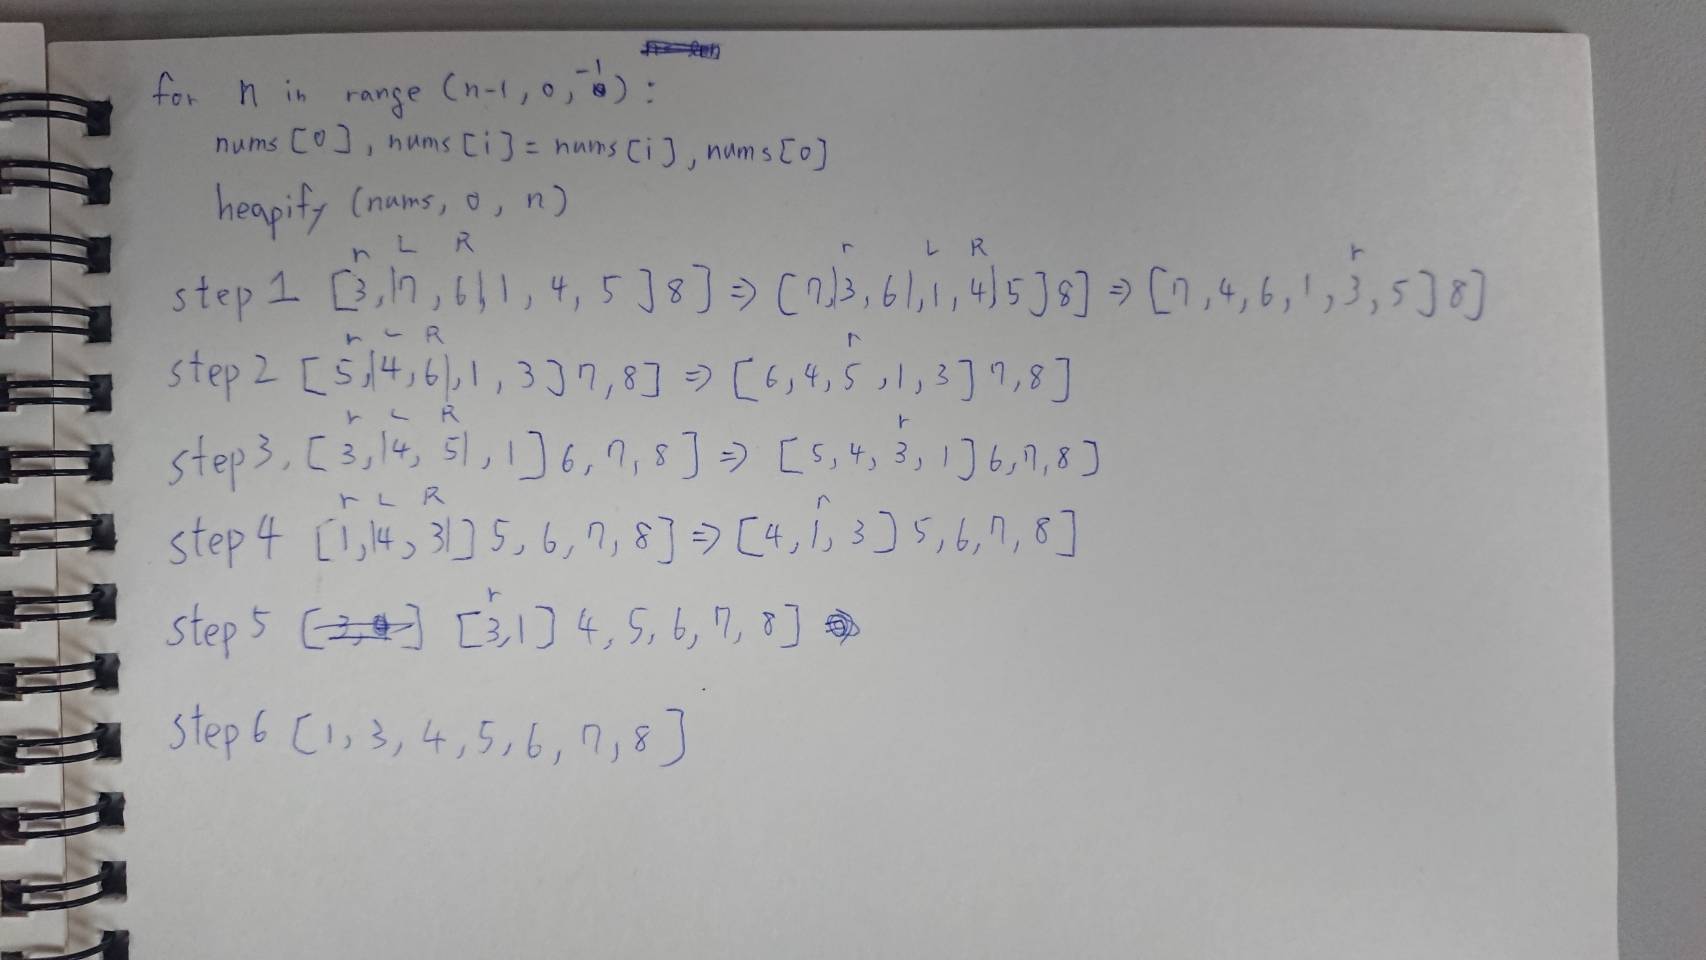 for n in range (n-1, 0, -1):
nums [0], nums [i] = nums [i], nums [0]
heapify (nums, 0, n)
r L R r L R r
step 1 [3,|7, 6|,1, 4, 5]8] => [7,|3, 6|,1, 4|5]8] => [7, 4, 6, 1, 3, 5]8]
r L R r
step 2 [5,|4, 6|, 1, 3]7, 8] => [6, 4, 5, 1, 3]7, 8]
r L R r
step 3. [3,|4, 5|, 1]6, 7, 8] => [5, 4, 3, 1]6, 7, 8]
r L R r
step 4 [1,|4, 3|]5, 6, 7, 8] => [4, 1, 3]5, 6, 7, 8]
r
step 5 [3,1]4, 5, 6, 7, 8]
step 6 [1, 3, 4, 5, 6, 7, 8]